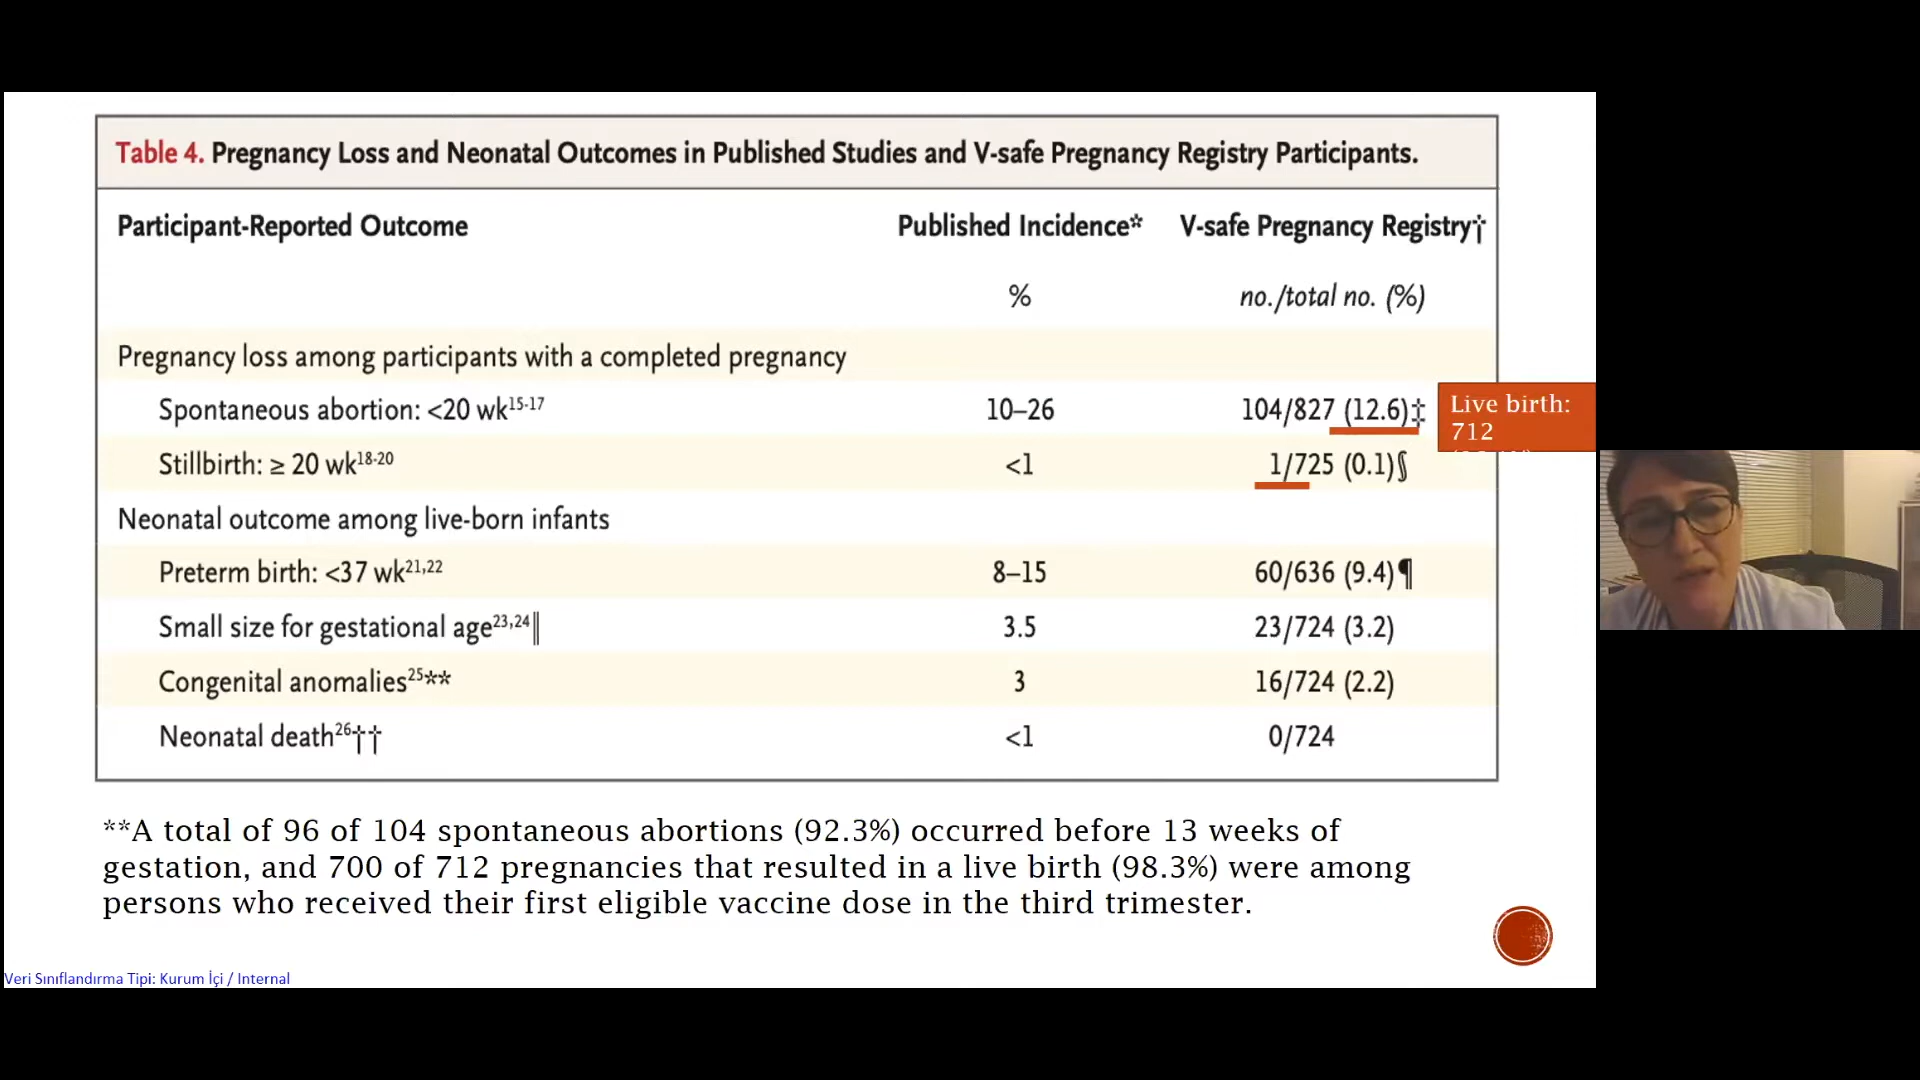 Table 4. Pregnancy Loss and Neonatal Outcomes in Published Studies and V-safe Pregnancy Registry Participants.
Participant-Reported Outcome Published Incidence* V-safe Pregnancy Registry†
% no./total no. (%)
Pregnancy loss among participants with a completed pregnancy
Spontaneous abortion: <20 wk15-17 10–26 104/827 (12.6)‡
Live birth:
712
Stillbirth: ≥ 20 wk18-20 <1 1/725 (0.1)§
Neonatal outcome among live-born infants
Preterm birth: <37 wk21,22 8–15 60/636 (9.4)¶
Small size for gestational age23,24‖ 3.5 23/724 (3.2)
Congenital anomalies25** 3 16/724 (2.2)
Neonatal death26†† <1 0/724
**A total of 96 of 104 spontaneous abortions (92.3%) occurred before 13 weeks of
gestation, and 700 of 712 pregnancies that resulted in a live birth (98.3%) were among
persons who received their first eligible vaccine dose in the third trimester.
Veri Sınıflandırma Tipi: Kurum İçi / Internal